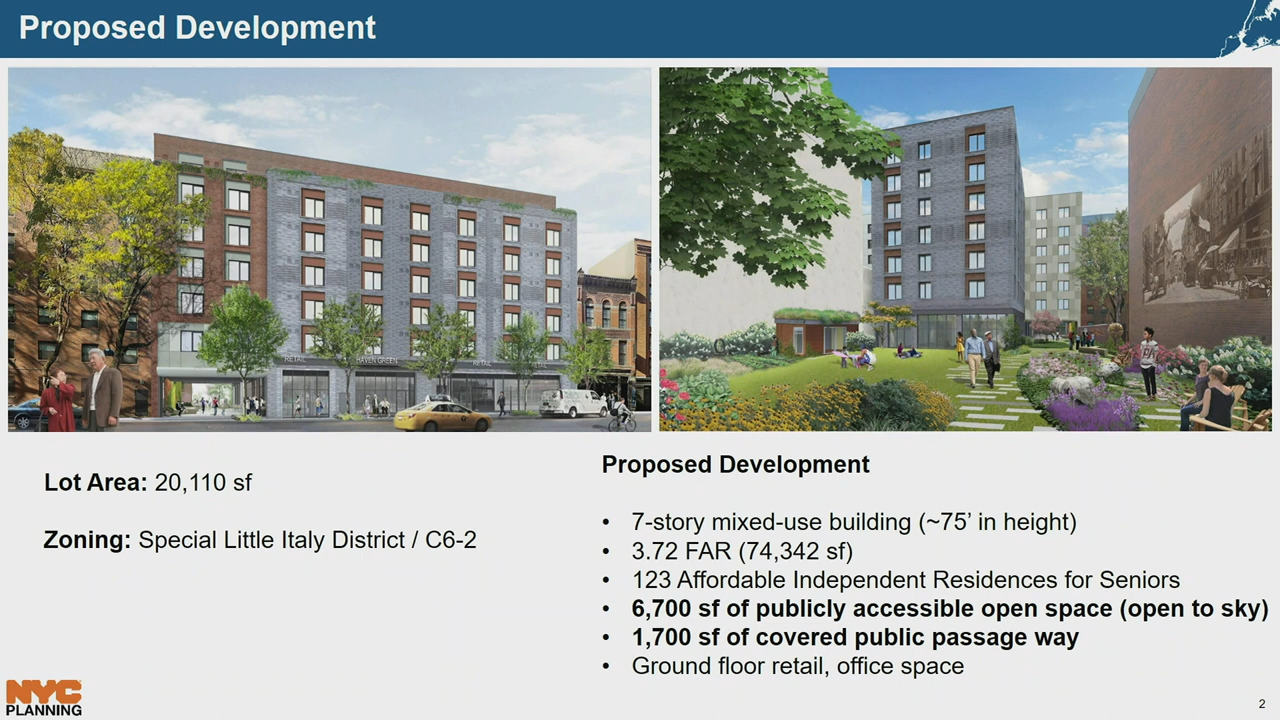 Proposed Development
RETAIL
HAVEN GREEN
RETAIL
Lot Area: 20,110 sf
Zoning: Special Little Italy District / C6-2
Proposed Development
• 7-story mixed-use building (~75’ in height)
• 3.72 FAR (74,342 sf)
• 123 Affordable Independent Residences for Seniors
• 6,700 sf of publicly accessible open space (open to sky)
• 1,700 sf of covered public passage way
• Ground floor retail, office space
NYC
PLANNING
2